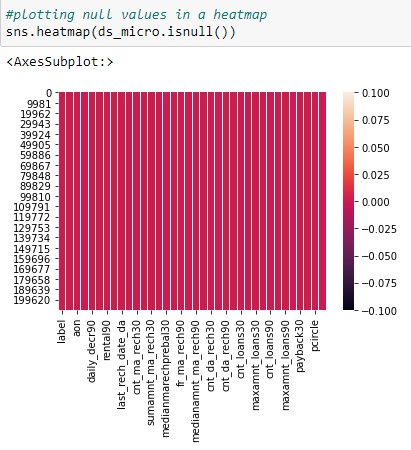 #plotting null values in a heatmap
sns.heatmap(ds_micro.isnull())
<AxesSubplot:>
0
9981
19962
29943
39924
49905
59886
69867
79848
89829
99810
109791
119772
129753
139734
149715
159696
169677
179658
189639
199620
0.100
0.075
0.050
0.025
0.000
−0.025
−0.050
−0.075
−0.100
label
aon
daily_decr90
rental90
last_rech_date_da
cnt_ma_rech30
sumamnt_ma_rech30
medianmarechprebal30
fr_ma_rech90
medianamnt_ma_rech90
cnt_da_rech30
cnt_da_rech90
cnt_loans30
maxamnt_loans30
cnt_loans90
maxamnt_loans90
payback30
pcircle